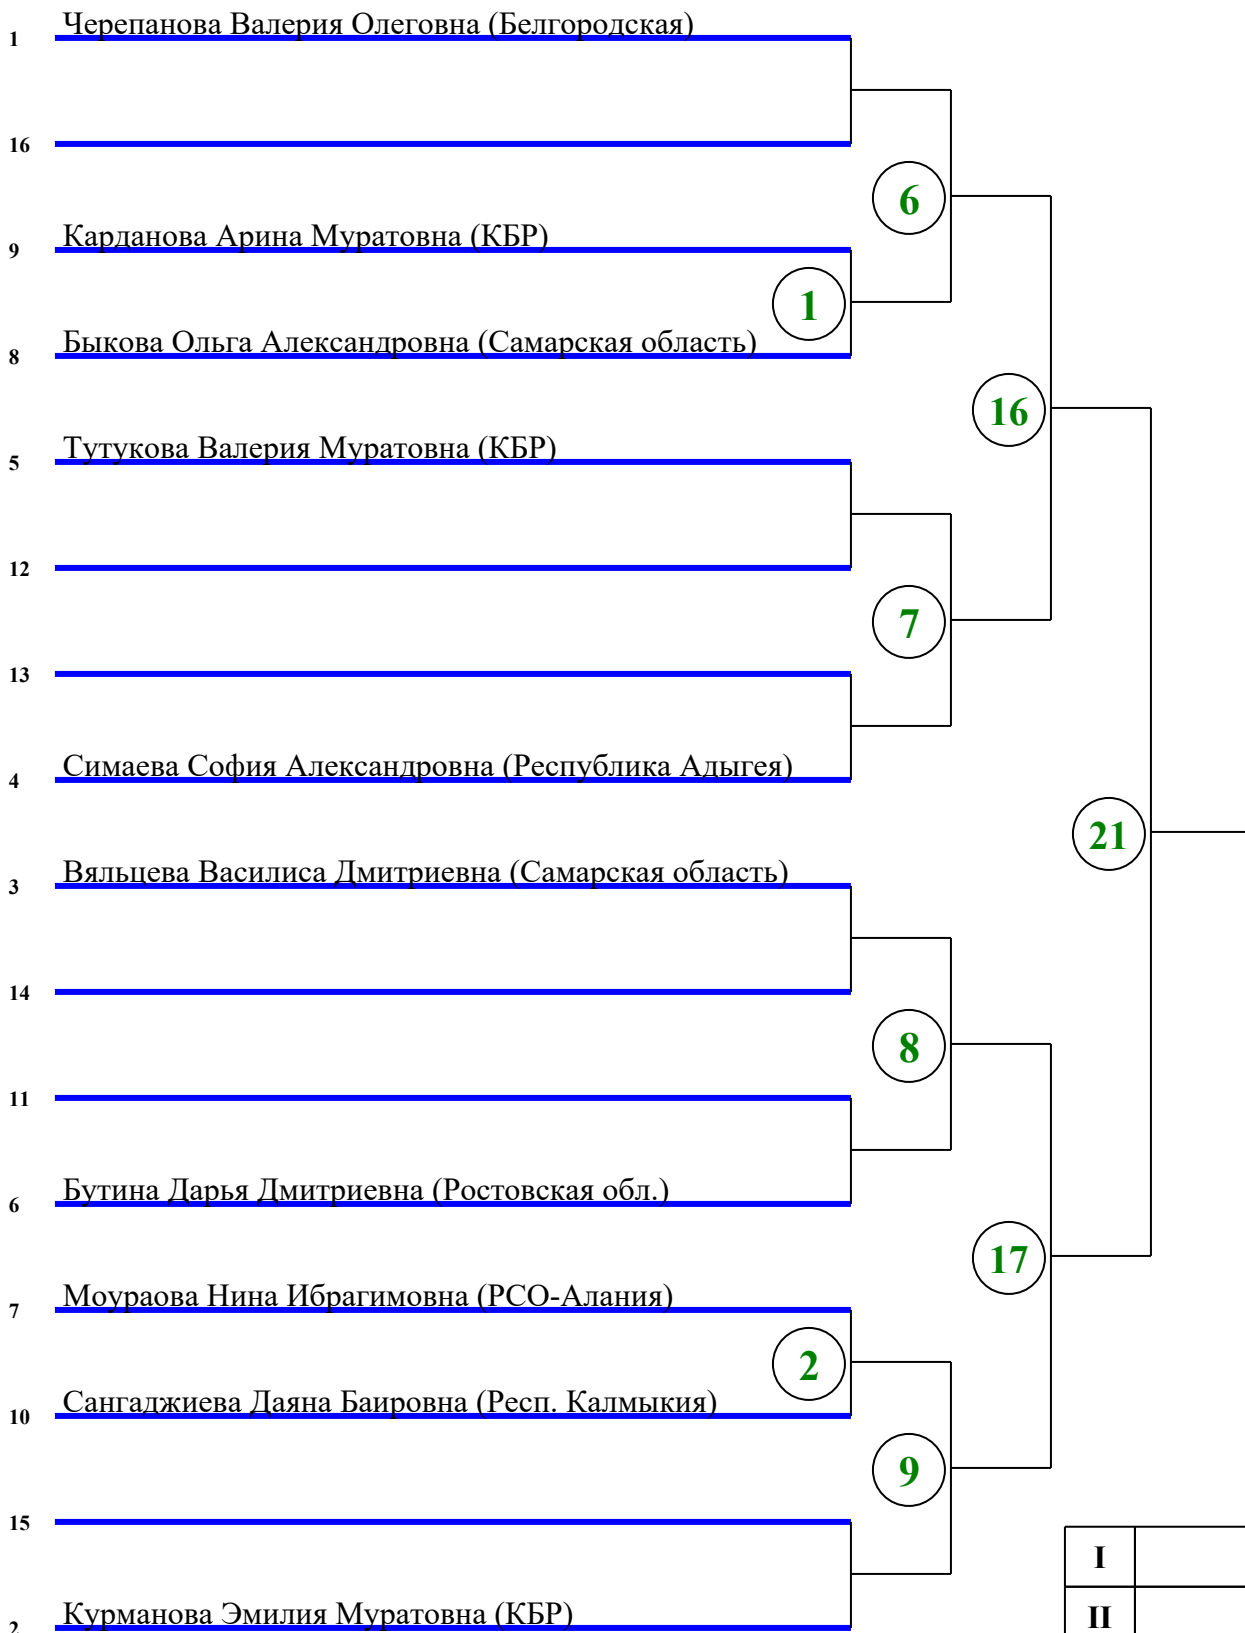 1 Черепанова Валерия Олеговна (Белгородская)
16
6
9 Карданова Арина Муратовна (КБР)
1
8 Быкова Ольга Александровна (Самарская область)
16
5 Тутукова Валерия Муратовна (КБР)
12
7
13
4 Симаева София Александровна (Республика Адыгея)
21
3 Вяльцева Василиса Дмитриевна (Самарская область)
14
8
11
6 Бутина Дарья Дмитриевна (Ростовская обл.)
17
7 Моураова Нина Ибрагимовна (РСО-Алания)
2
10 Сангаджиева Даяна Баировна (Респ. Калмыкия)
9
15
I
2 Курманова Эмилия Муратовна (КБР)
II